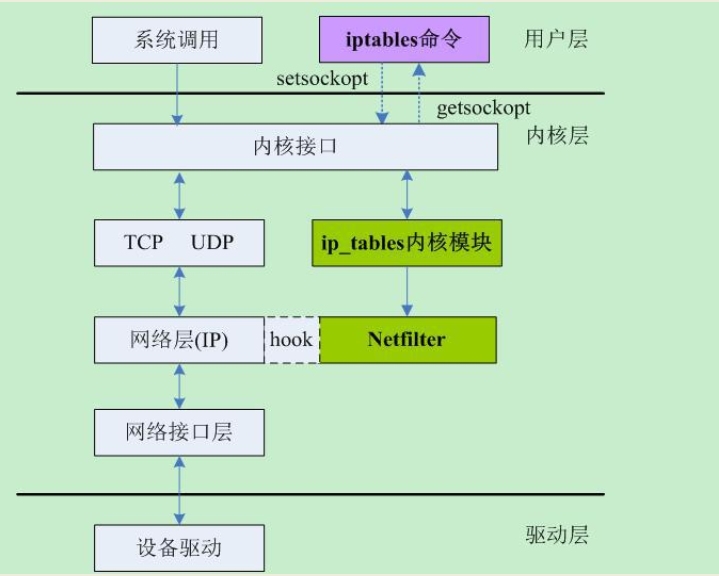 系统调用
iptables命令
用户层
setsockopt
getsockopt
内核接口
内核层
TCP UDP
ip_tables内核模块
网络层(IP)
hook
Netfilter
网络接口层
设备驱动
驱动层